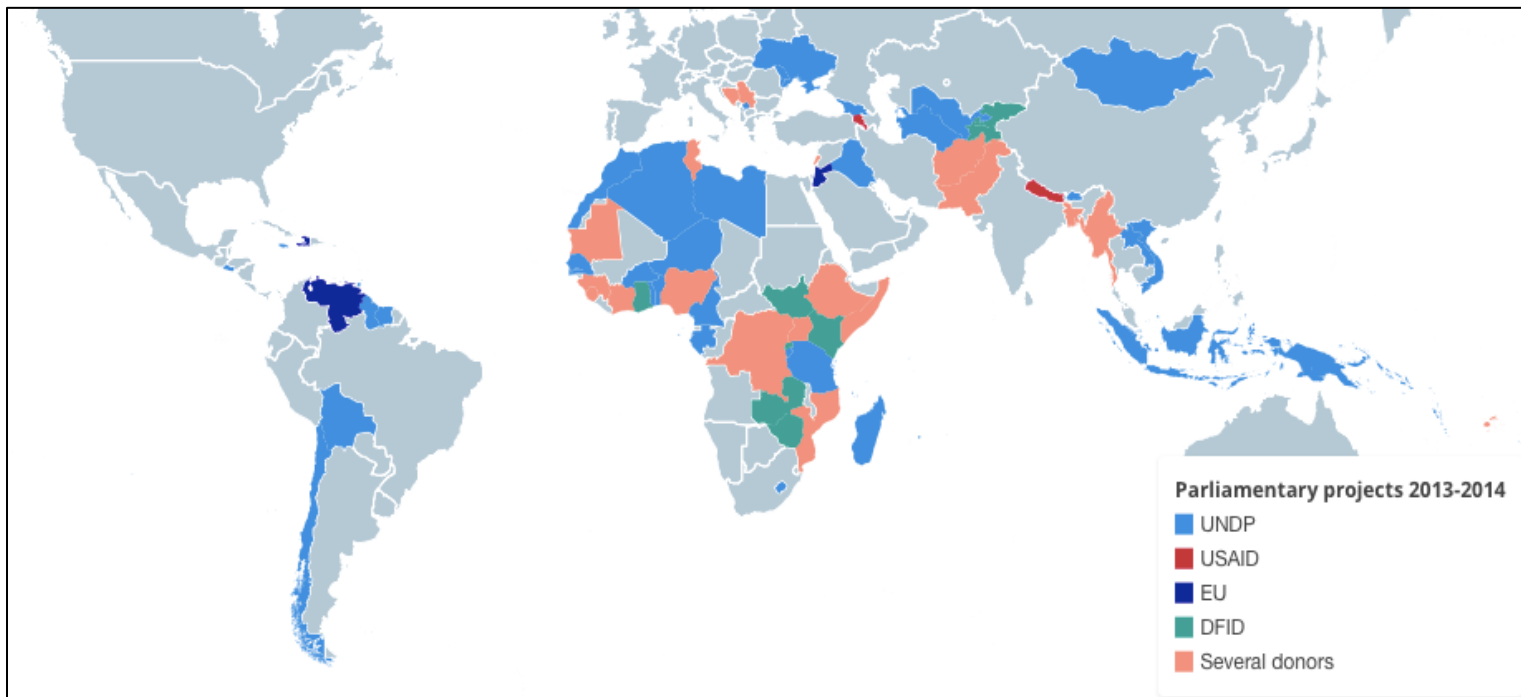 Parliamentary projects 2013-2014
UNDP
USAID
EU
DFID
Several donors